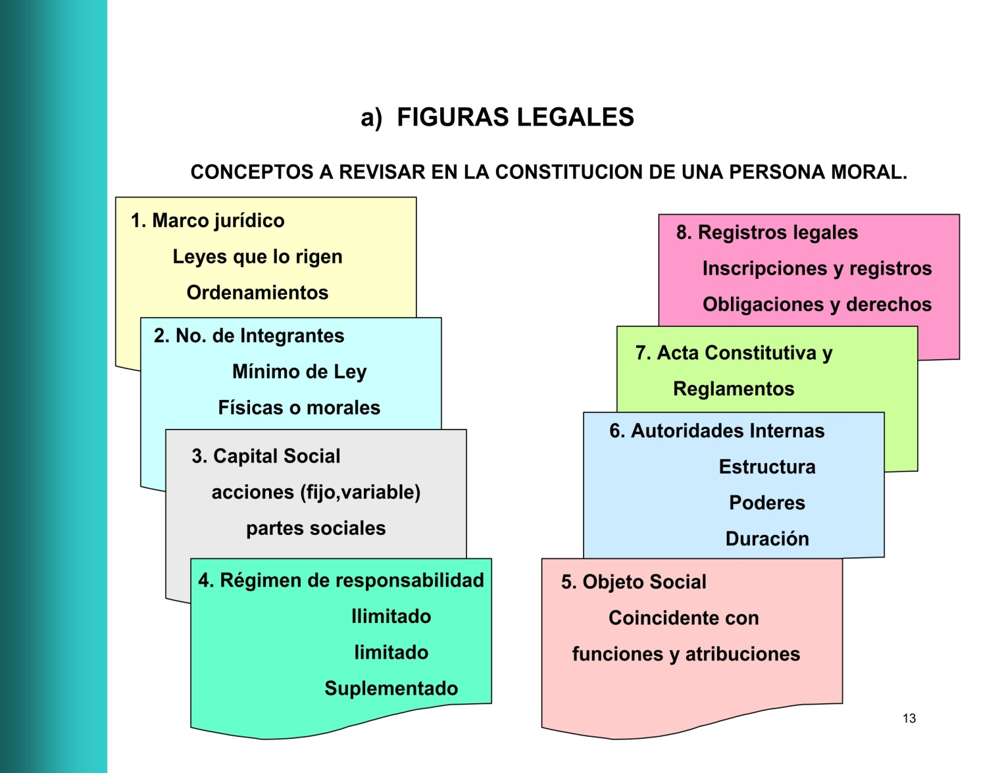 a) FIGURAS LEGALES
CONCEPTOS A REVISAR EN LA CONSTITUCION DE UNA PERSONA MORAL.
1. Marco jurídico
Leyes que lo rigen
Ordenamientos
2. No. de Integrantes
Mínimo de Ley
Físicas o morales
3. Capital Social
acciones (fijo,variable)
partes sociales
4. Régimen de responsabilidad
Ilimitado
limitado
Suplementado
5. Objeto Social
Coincidente con
funciones y atribuciones
6. Autoridades Internas
Estructura
Poderes
Duración
7. Acta Constitutiva y
Reglamentos
8. Registros legales
Inscripciones y registros
Obligaciones y derechos
13